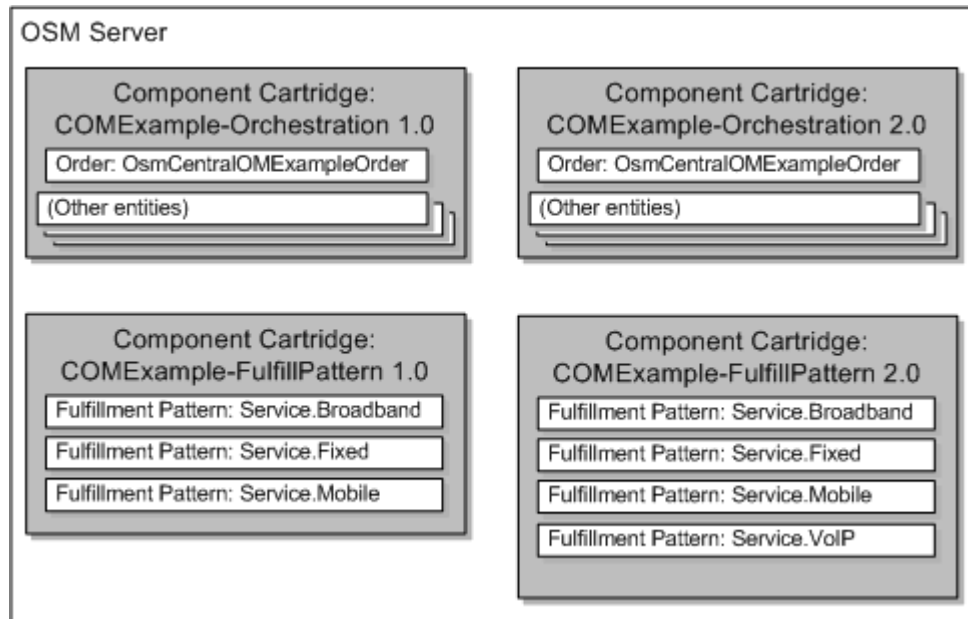 OSM Server
Component Cartridge:
COMExample-Orchestration 1.0
Order: OsmCentralOMExampleOrder
(Other entities)
Component Cartridge:
COMExample-Orchestration 2.0
Order: OsmCentralOMExampleOrder
(Other entities)
Component Cartridge:
COMExample-FulfillPattern 1.0
Fulfillment Pattern: Service.Broadband
Fulfillment Pattern: Service.Fixed
Fulfillment Pattern: Service.Mobile
Component Cartridge:
COMExample-FulfillPattern 2.0
Fulfillment Pattern: Service.Broadband
Fulfillment Pattern: Service.Fixed
Fulfillment Pattern: Service.Mobile
Fulfillment Pattern: Service.VoIP